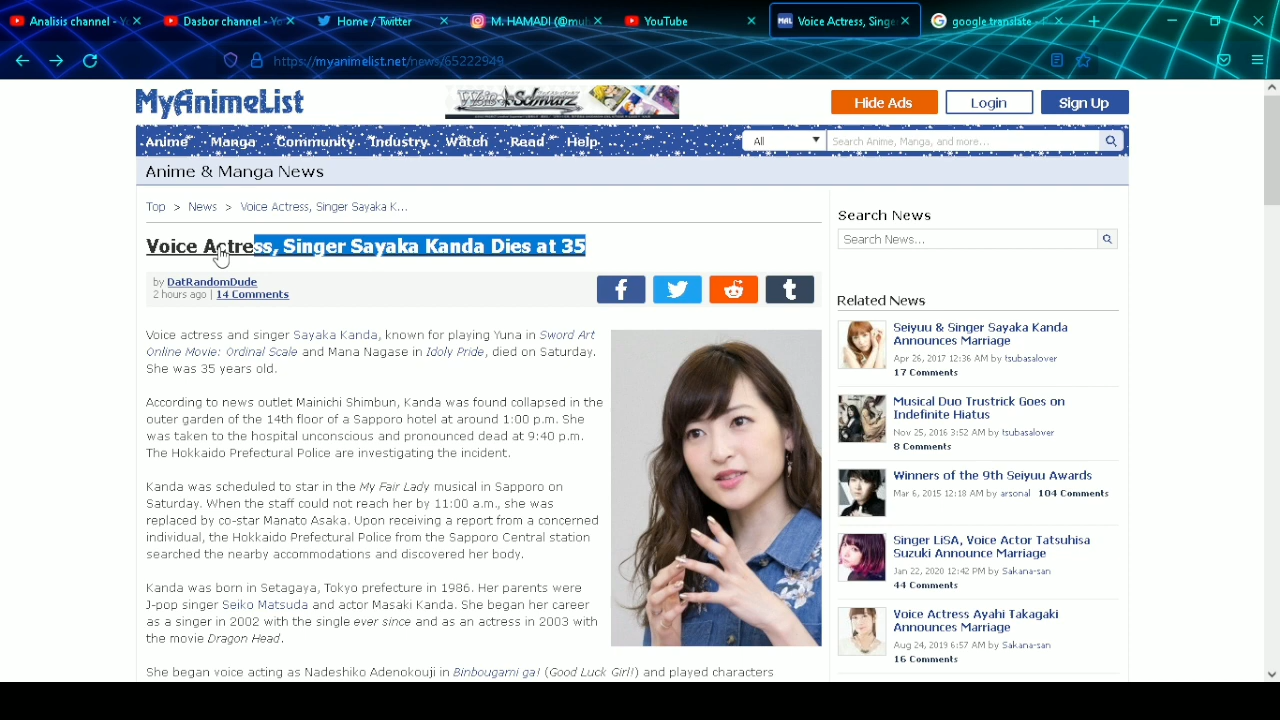 Analisis channel - Y
Dasbor channel - Yo
Home / Twitter
M. HAMADI (@mul
YouTube
MAL Voice Actress, Singe
google translate -
https://myanimelist.net/news/65222949
MyAnimeList
Weiβ Schwarz
Hide Ads
Login
Sign Up
Anime Manga Community Industry Watch Read Help
All
Search Anime, Manga, and more...
Anime & Manga News
Top > News > Voice Actress, Singer Sayaka K...
Voice Actress, Singer Sayaka Kanda Dies at 35
by DatRandomDude
2 hours ago | 14 Comments
Voice actress and singer Sayaka Kanda, known for playing Yuna in Sword Art
Online Movie: Ordinal Scale and Mana Nagase in Idoly Pride, died on Saturday.
She was 35 years old.
According to news outlet Mainichi Shimbun, Kanda was found collapsed in the
outer garden of the 14th floor of a Sapporo hotel at around 1:00 p.m. She
was taken to the hospital unconscious and pronounced dead at 9:40 p.m.
The Hokkaido Prefectural Police are investigating the incident.
Kanda was scheduled to star in the My Fair Lady musical in Sapporo on
Saturday. When the staff could not reach her by 11:00 a.m., she was
replaced by co-star Manato Asaka. Upon receiving a report from a concerned
individual, the Hokkaido Prefectural Police from the Sapporo Central station
searched the nearby accommodations and discovered her body.
Kanda was born in Setagaya, Tokyo prefecture in 1986. Her parents were
J-pop singer Seiko Matsuda and actor Masaki Kanda. She began her career
as a singer in 2002 with the single ever since and as an actress in 2003 with
the movie Dragon Head.
She began voice acting as Nadeshiko Adenokouji in Binbougami ga! (Good Luck Girl!) and played characters
Search News
Search News...
Related News
Seiyuu & Singer Sayaka Kanda
Announces Marriage
Apr 26, 2017 12:36 AM by tsubasalover
17 Comments
Musical Duo Trustrick Goes on
Indefinite Hiatus
Nov 25, 2016 3:52 AM by tsubasalover
8 Comments
Winners of the 9th Seiyuu Awards
Mar 6, 2015 12:18 AM by arsonal 104 Comments
Singer LiSA, Voice Actor Tatsuhisa
Suzuki Announce Marriage
Jan 22, 2020 12:42 PM by Sakana-san
44 Comments
Voice Actress Ayahi Takagaki
Announces Marriage
Aug 24, 2019 6:57 AM by Sakana-san
16 Comments